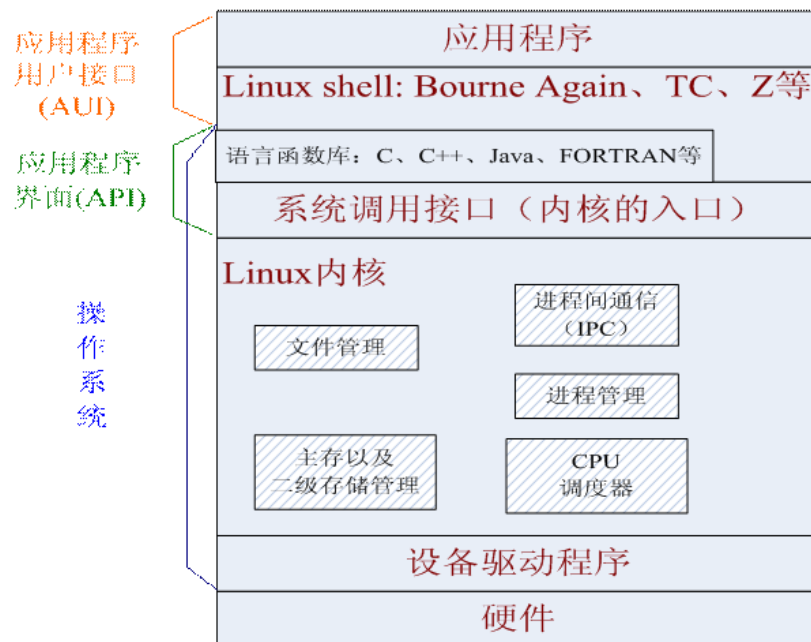 应用程序
用户接口
(AUI)
应用程序
界面(API)
操
作
系
统
应用程序
Linux shell: Bourne Again、TC、Z等
语言函数库：C、C++、Java、FORTRAN等
系统调用接口（内核的入口）
Linux内核
进程间通信
（IPC）
文件管理
进程管理
主存以及
二级存储管理
CPU
调度器
设备驱动程序
硬件